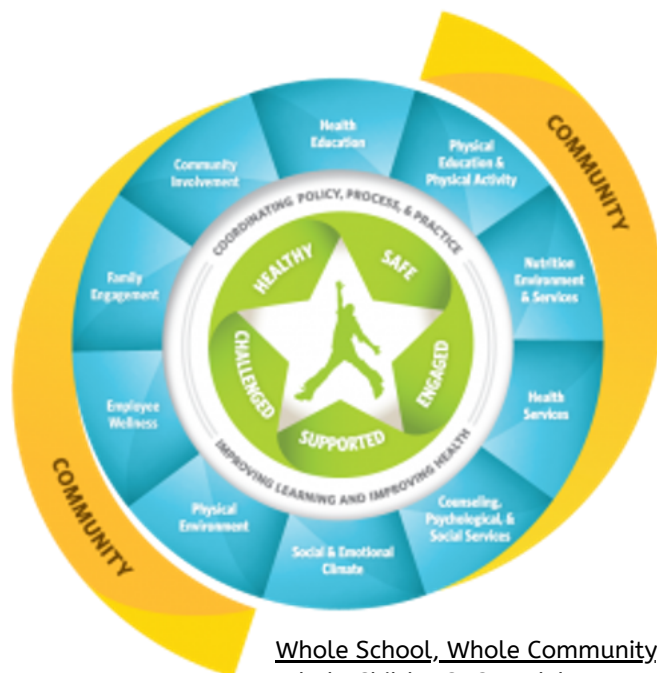 COMMUNITY
Health
Education
Physical
Education &
Physical Activity
Nutrition
Environment
& Services
Health
Services
Counseling,
Psychological, &
Social Services
Social & Emotional
Climate
Physical
Environment
Employee
Wellness
Family
Engagement
Community
Involvement
COORDINATING POLICY, PROCESS, & PRACTICE
IMPROVING LEARNING AND IMPROVING HEALTH
HEALTHY
SAFE
ENGAGED
SUPPORTED
CHALLENGED
COMMUNITY
Whole School, Whole Community